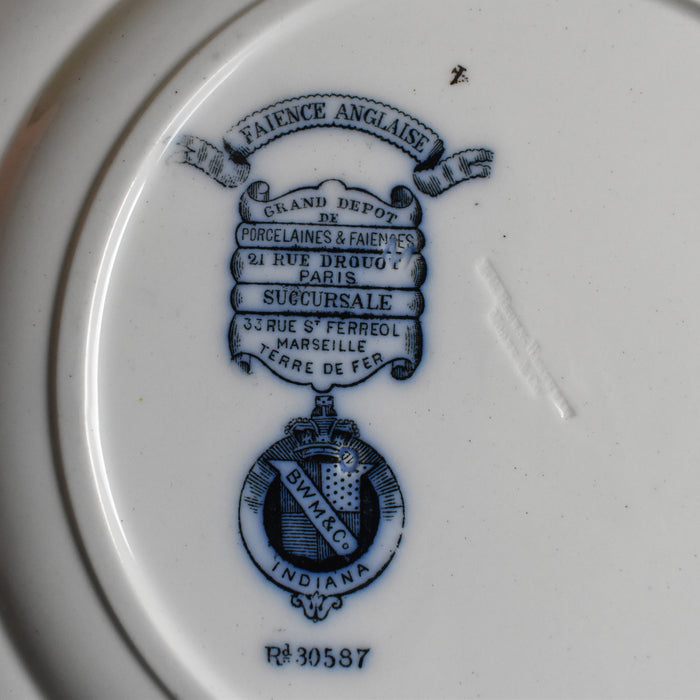 FAIENCE ANGLAISE
GRAND DEPOT
DE
PORCELAINES & FAIENCES
21 RUE DROUOT
PARIS
SUCCURSALE
33 RUE ST FERREOL
MARSEILLE
TERRE DE FER
BWM & Co
INDIANA
Rd 30587